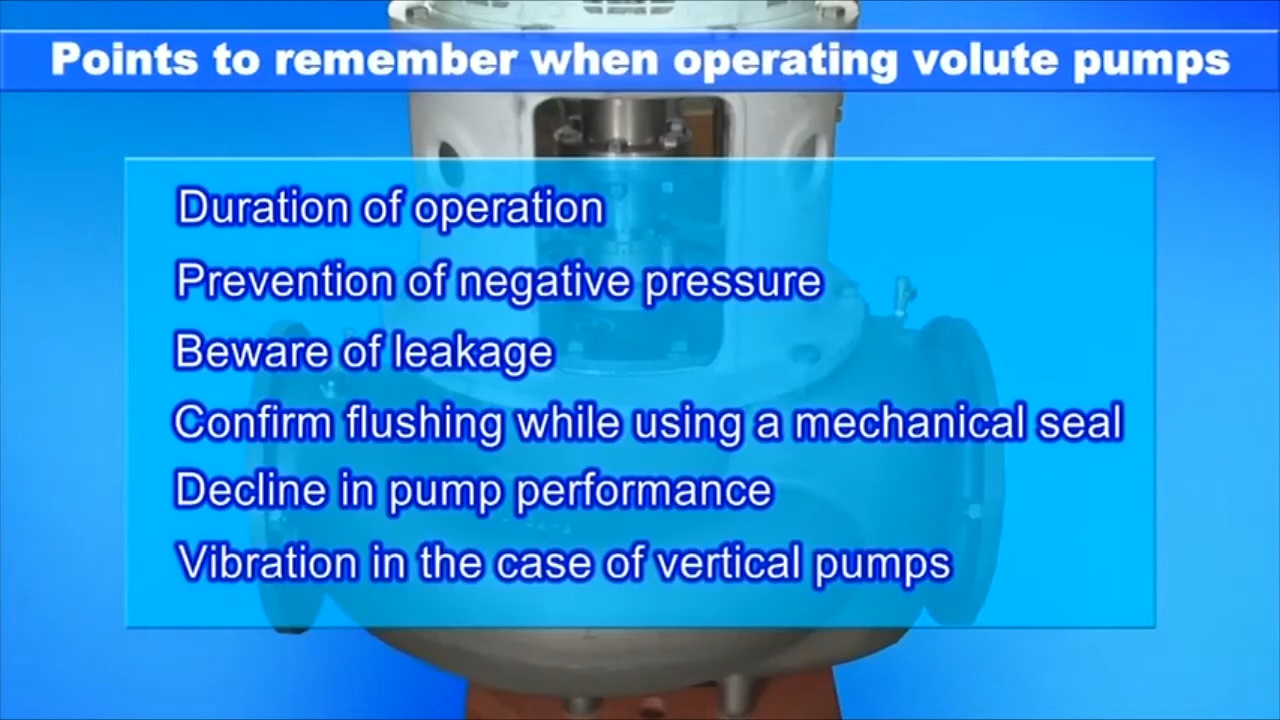 Points to remember when operating volute pumps
Duration of operation
Prevention of negative pressure
Beware of leakage
Confirm flushing while using a mechanical seal
Decline in pump performance
Vibration in the case of vertical pumps